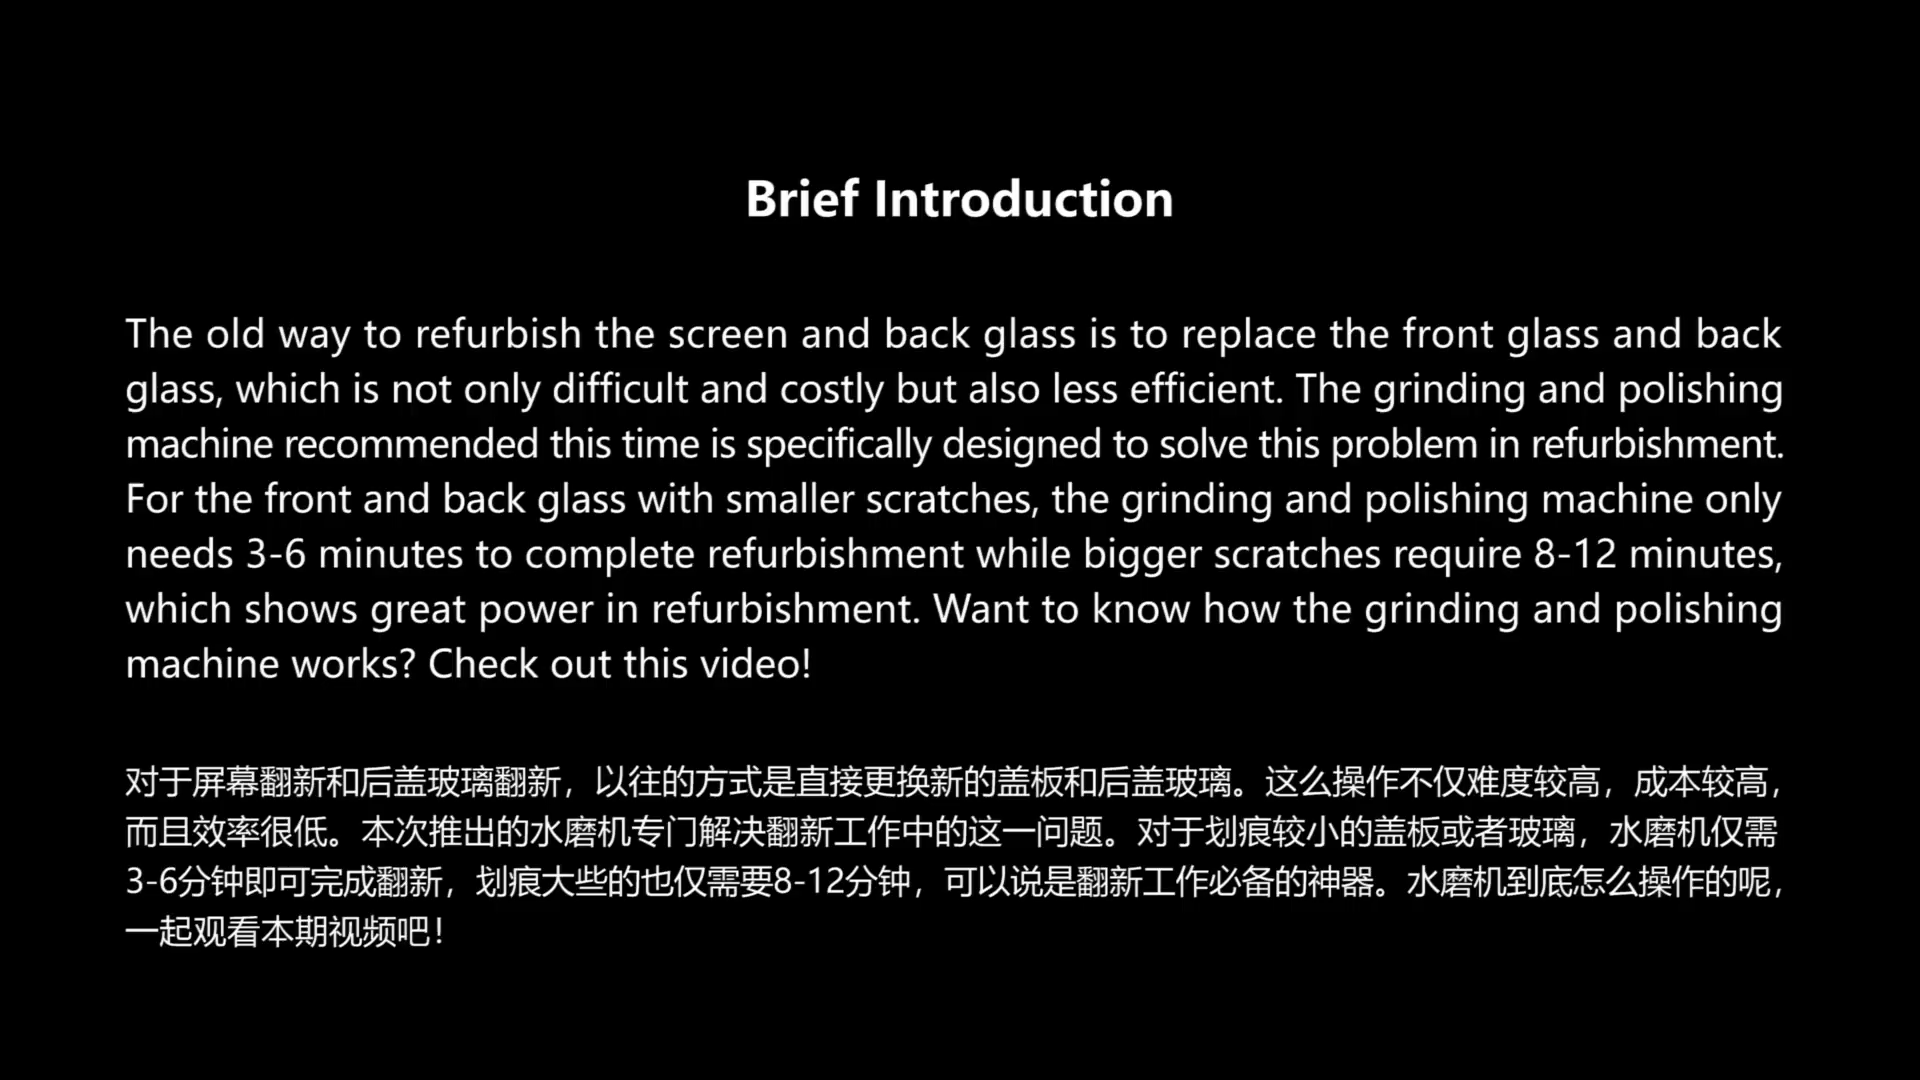 Brief Introduction
The old way to refurbish the screen and back glass is to replace the front glass and back
glass, which is not only difficult and costly but also less efficient. The grinding and polishing
machine recommended this time is specifically designed to solve this problem in refurbishment.
For the front and back glass with smaller scratches, the grinding and polishing machine only
needs 3-6 minutes to complete refurbishment while bigger scratches require 8-12 minutes,
which shows great power in refurbishment. Want to know how the grinding and polishing
machine works? Check out this video!
对于屏幕翻新和后盖玻璃翻新，以往的方式是直接更换新的盖板和后盖玻璃。这么操作不仅难度较高，成本较高，
而且效率很低。本次推出的水磨机专门解决翻新工作中的这一问题。对于划痕较小的盖板或者玻璃，水磨机仅需
3-6分钟即可完成翻新，划痕大些的也仅需要8-12分钟，可以说是翻新工作必备的神器。水磨机到底怎么操作的呢，
一起观看本期视频吧！